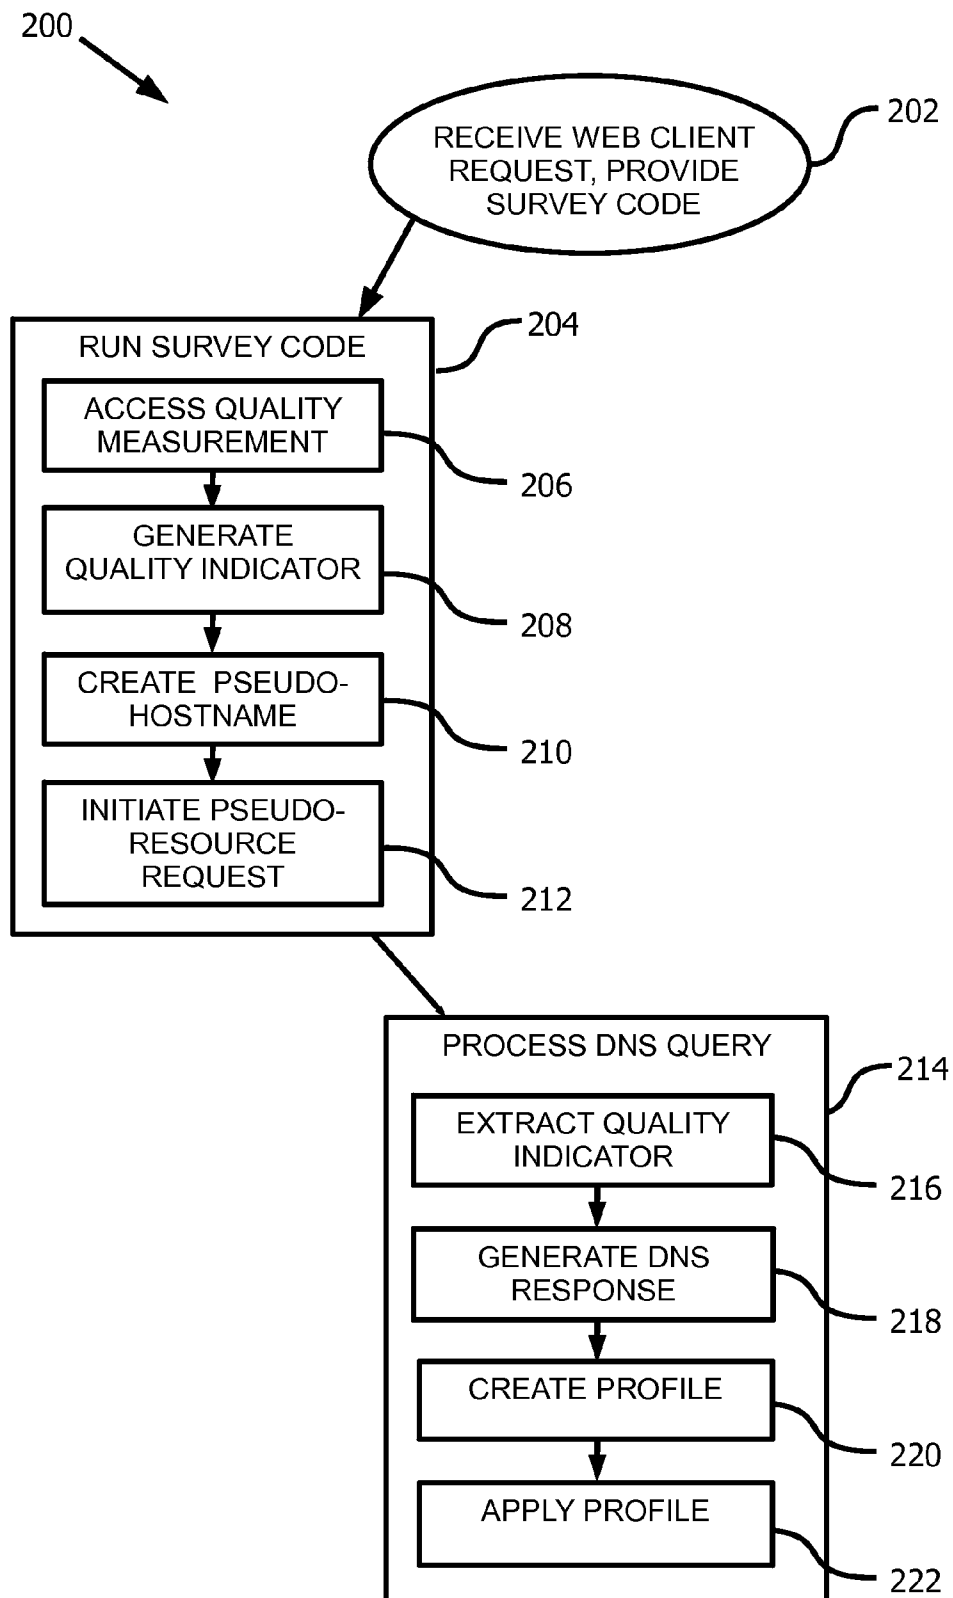 200
202
RECEIVE WEB CLIENT
REQUEST, PROVIDE
SURVEY CODE
204
RUN SURVEY CODE
ACCESS QUALITY
MEASUREMENT
206
GENERATE
QUALITY INDICATOR
208
CREATE PSEUDO-
HOSTNAME
210
INITIATE PSEUDO-
RESOURCE
REQUEST
212
PROCESS DNS QUERY
214
EXTRACT QUALITY
INDICATOR
216
GENERATE DNS
RESPONSE
218
CREATE PROFILE
220
APPLY PROFILE
222